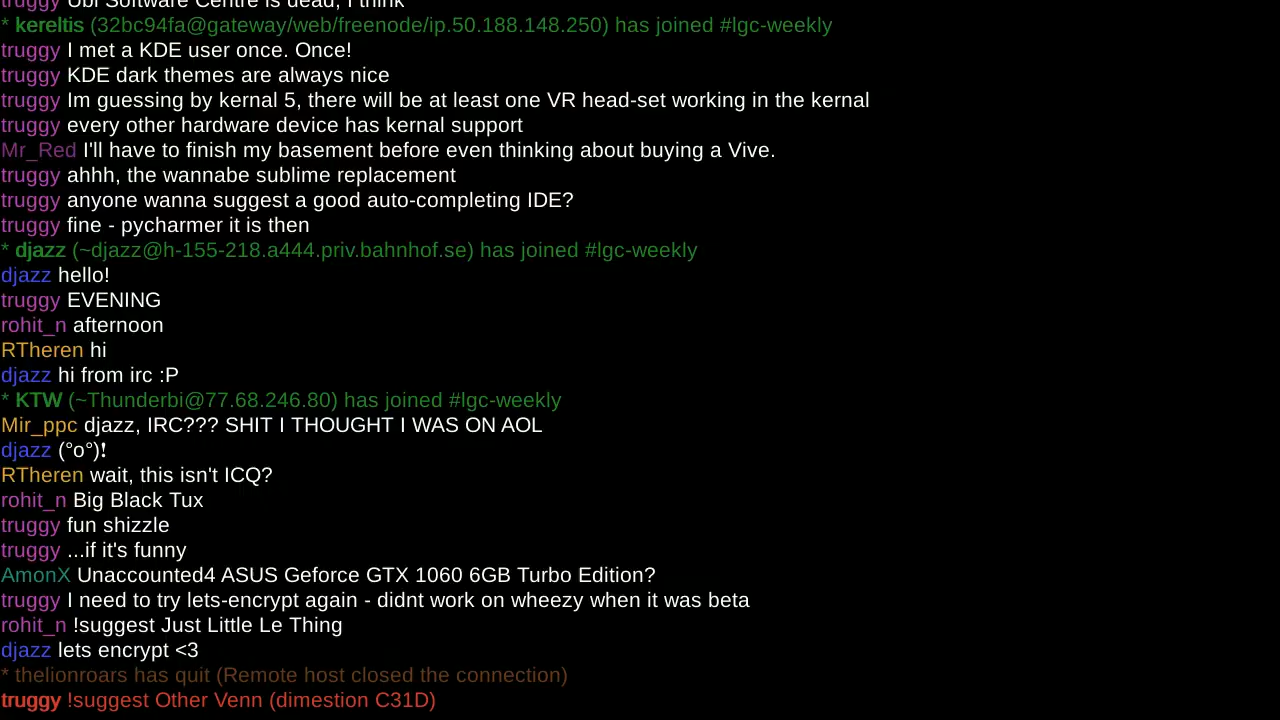 truggy Ubi Software Centre is dead, I think
* kereltis (32bc94fa@gateway/web/freenode/ip.50.188.148.250) has joined #lgc-weekly
truggy I met a KDE user once. Once!
truggy KDE dark themes are always nice
truggy Im guessing by kernal 5, there will be at least one VR head-set working in the kernal
truggy every other hardware device has kernal support
Mr_Red I'll have to finish my basement before even thinking about buying a Vive.
truggy ahhh, the wannabe sublime replacement
truggy anyone wanna suggest a good auto-completing IDE?
truggy fine - pycharmer it is then
* djazz (~djazz@h-155-218.a444.priv.bahnhof.se) has joined #lgc-weekly
djazz hello!
truggy EVENING
rohit_n afternoon
RTheren hi
djazz hi from irc :P
* KTW (~Thunderbi@77.68.246.80) has joined #lgc-weekly
Mir_ppc djazz, IRC??? SHIT I THOUGHT I WAS ON AOL
djazz (°o°)!
RTheren wait, this isn't ICQ?
rohit_n Big Black Tux
truggy fun shizzle
truggy ...if it's funny
AmonX Unaccounted4 ASUS Geforce GTX 1060 6GB Turbo Edition?
truggy I need to try lets-encrypt again - didnt work on wheezy when it was beta
rohit_n !suggest Just Little Le Thing
djazz lets encrypt <3
* thelionroars has quit (Remote host closed the connection)
truggy !suggest Other Venn (dimestion C31D)